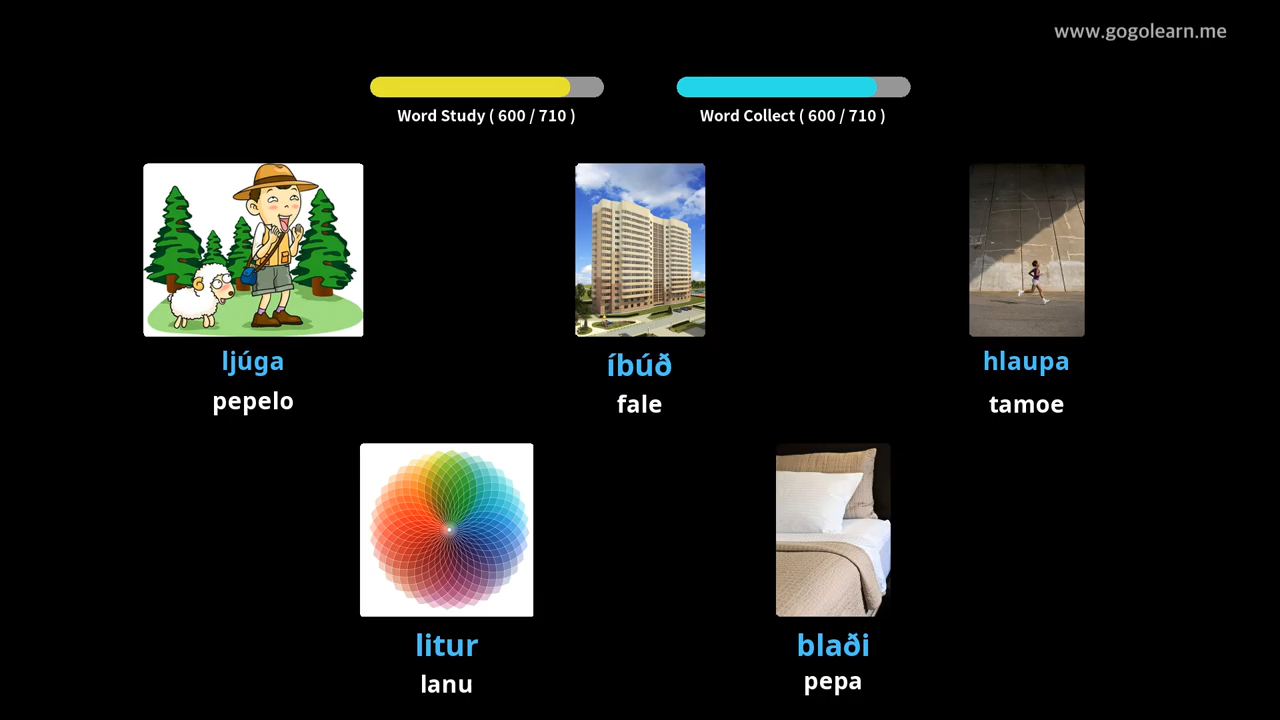 www.gogolearn.me
Word Study ( 600 / 710 )
Word Collect ( 600 / 710 )
ljúga
pepelo
íbúð
fale
hlaupa
tamoe
litur
lanu
blaði
pepa